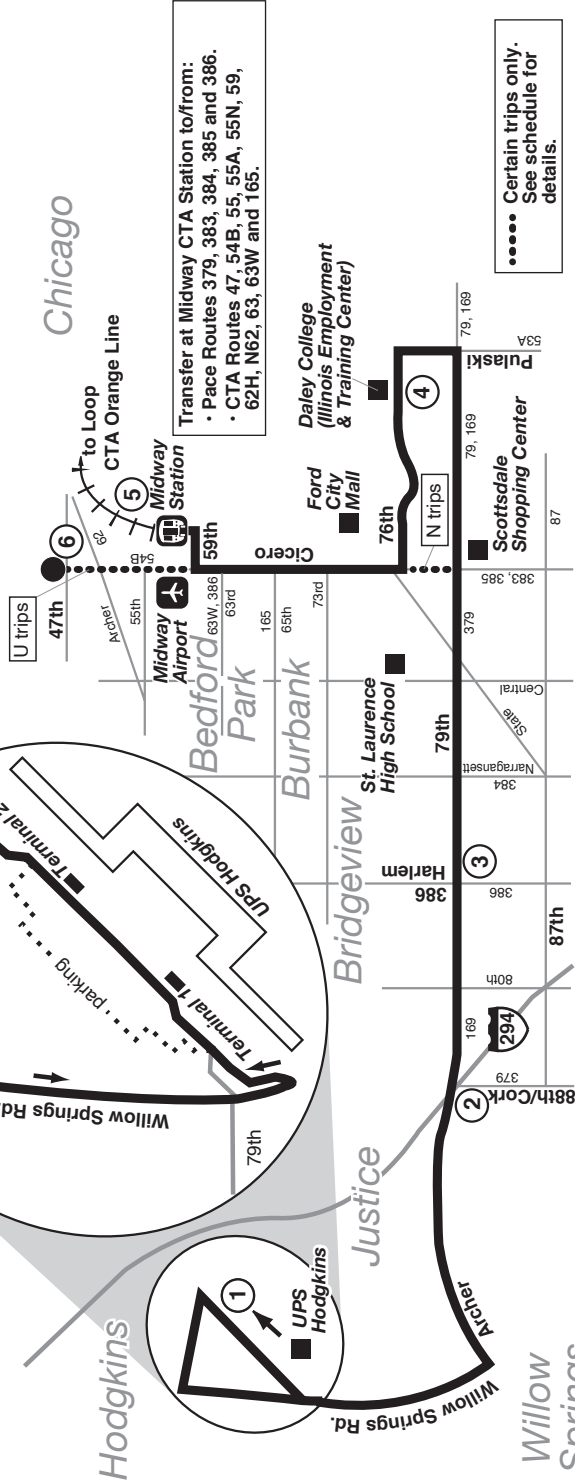 Chicago
to Loop
CTA Orange Line
Transfer at Midway CTA Station to/from:
· Pace Routes 379, 383, 384, 385 and 386.
· CTA Routes 47, 54B, 55, 55A, 55N, 59,
62H, N62, 63, 63W and 165.
Certain trips only.
See schedule for
details.
U trips
47th
6
5
62
Archer
54B
55th
Midway
Station
Midway
Airport
59th
63W, 386
63rd
Bedford
Park
165
65th
Cicero
73rd
Burbank
Ford
City
Mall
76th
Daley College
(Illinois Employment
& Training Center)
4
N trips
79, 169
53A
Pulaski
79, 169
Scottsdale
Shopping Center
383, 385
87
379
St. Laurence
High School
Central
State
Narragansett
384
79th
Bridgeview
Harlem
386
3
386
87th
80th
169
294
379
88th/Cork
2
Terminal 2
UPS Hodgkins
parking
Terminal 1
Willow Springs Rd.
79th
Justice
Hodgkins
1
UPS
Hodgkins
Archer
Willow Springs Rd.
Willow
Springs